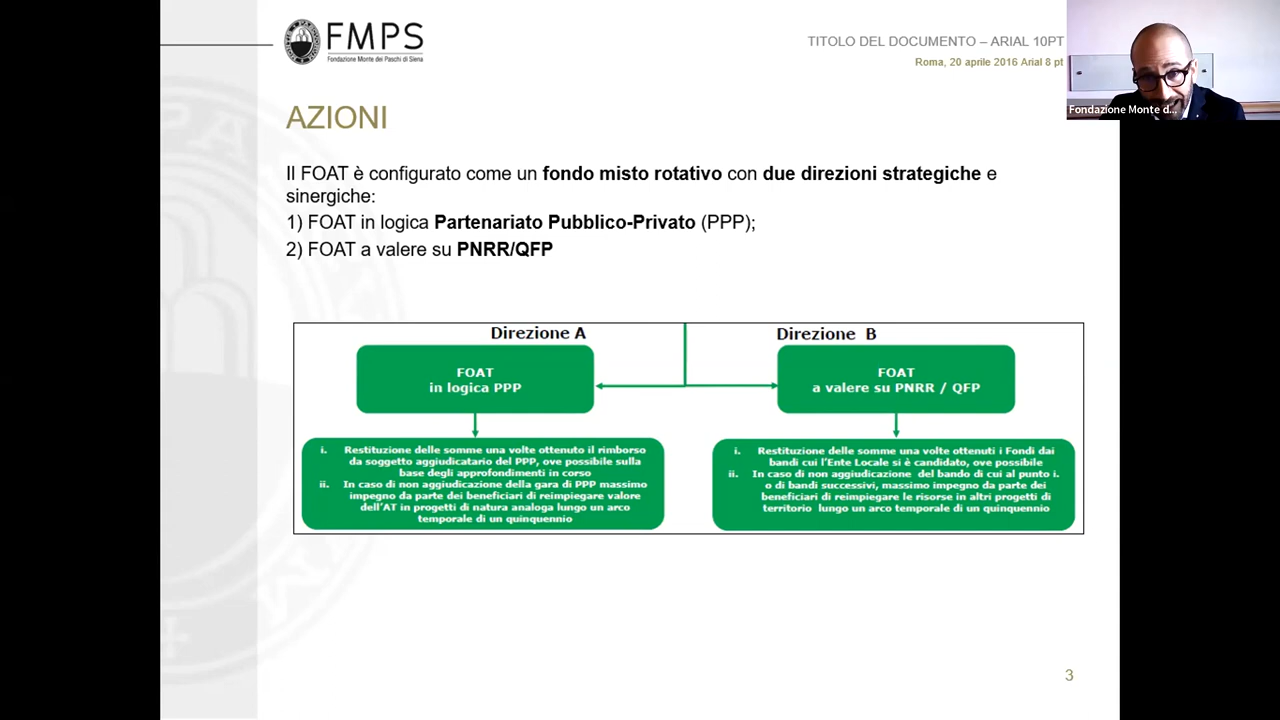 FMPS
Fondazione Monte dei Paschi di Siena
TITOLO DEL DOCUMENTO – ARIAL 10PT
Roma, 20 aprile 2016 Arial 8 pt
Fondazione Monte d...
AZIONI
Il FOAT è configurato come un fondo misto rotativo con due direzioni strategiche e
sinergiche:
1) FOAT in logica Partenariato Pubblico-Privato (PPP);
2) FOAT a valere su PNRR/QFP
Direzione A
FOAT
in logica PPP
i. Restituzione delle somme una volte ottenuto il rimborso
da soggetto aggiudicatario del PPP, ove possibile sulla
base degli approfondimenti in corso
ii. In caso di non aggiudicazione della gara di PPP massimo
impegno da parte dei beneficiari di reimpiegare valore
dell'AT in progetti di natura analoga lungo un arco
temporale di un quinquennio
Direzione B
FOAT
a valere su PNRR / QFP
i. Restituzione delle somme una volte ottenuti i Fondi dai
bandi cui l'Ente Locale si è candidato, ove possibile
ii. In caso di non aggiudicazione del bando di cui al punto i.
o di bandi successivi, massimo impegno da parte dei
beneficiari di reimpiegare le risorse in altri progetti di
territorio lungo un arco temporale di un quinquennio
3